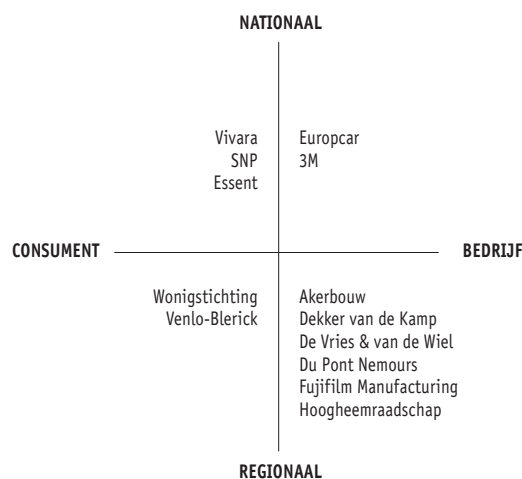 NATIONAAL
Vivara
SNP
Essent
Europcar
3M
CONSUMENT
BEDRIJF
Wonigstichting
Venlo-Blerick
Akerbouw
Dekker van de Kamp
De Vries & van de Wiel
Du Pont Nemours
Fujifilm Manufacturing
Hoogheemraadschap
REGIONAAL